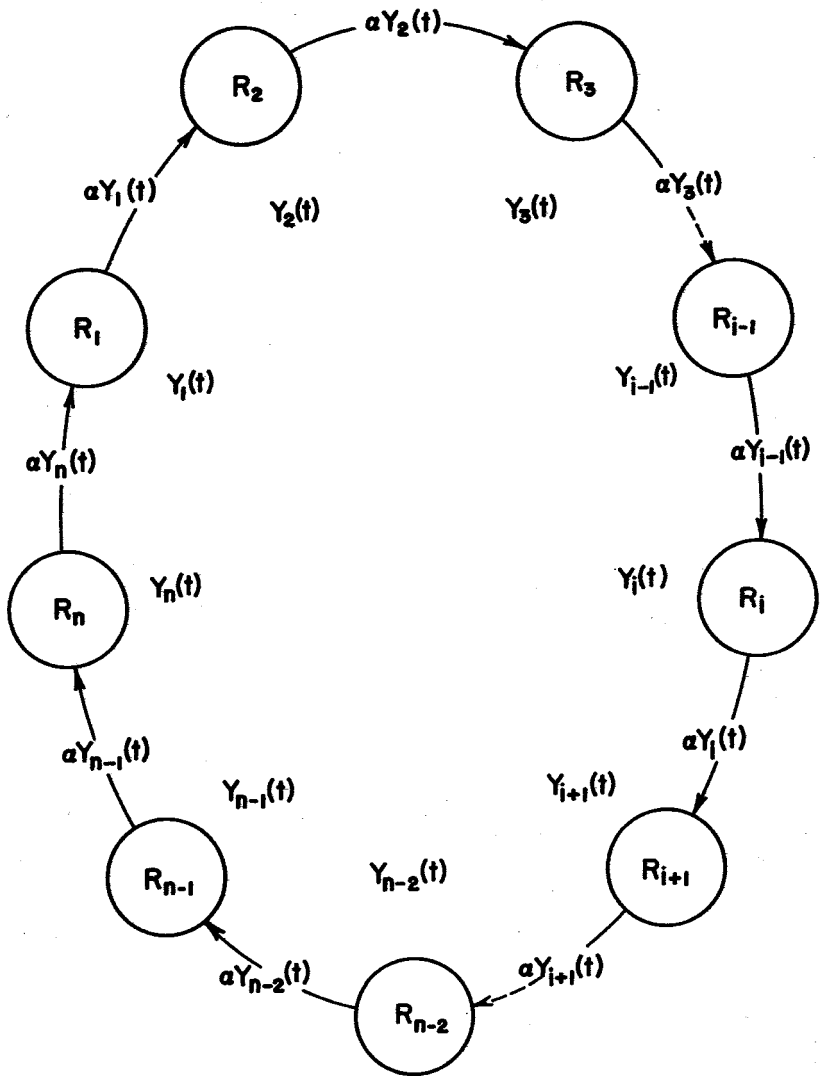 αY₂(t)
R₂
R₃
αY₁(t)
αY₃(t)
Y₂(t)
Y₃(t)
R₁
Rᵢ₋₁
Y₁(t)
Yᵢ₋₁(t)
αYₙ(t)
αYᵢ₋₁(t)
Rₙ
Yₙ(t)
Yᵢ(t)
Rᵢ
αYₙ₋₁(t)
αYᵢ(t)
Yₙ₋₁(t)
Yᵢ₊₁(t)
Rₙ₋₁
Yₙ₋₂(t)
Rᵢ₊₁
αYₙ₋₂(t)
αYᵢ₊₁(t)
Rₙ₋₂